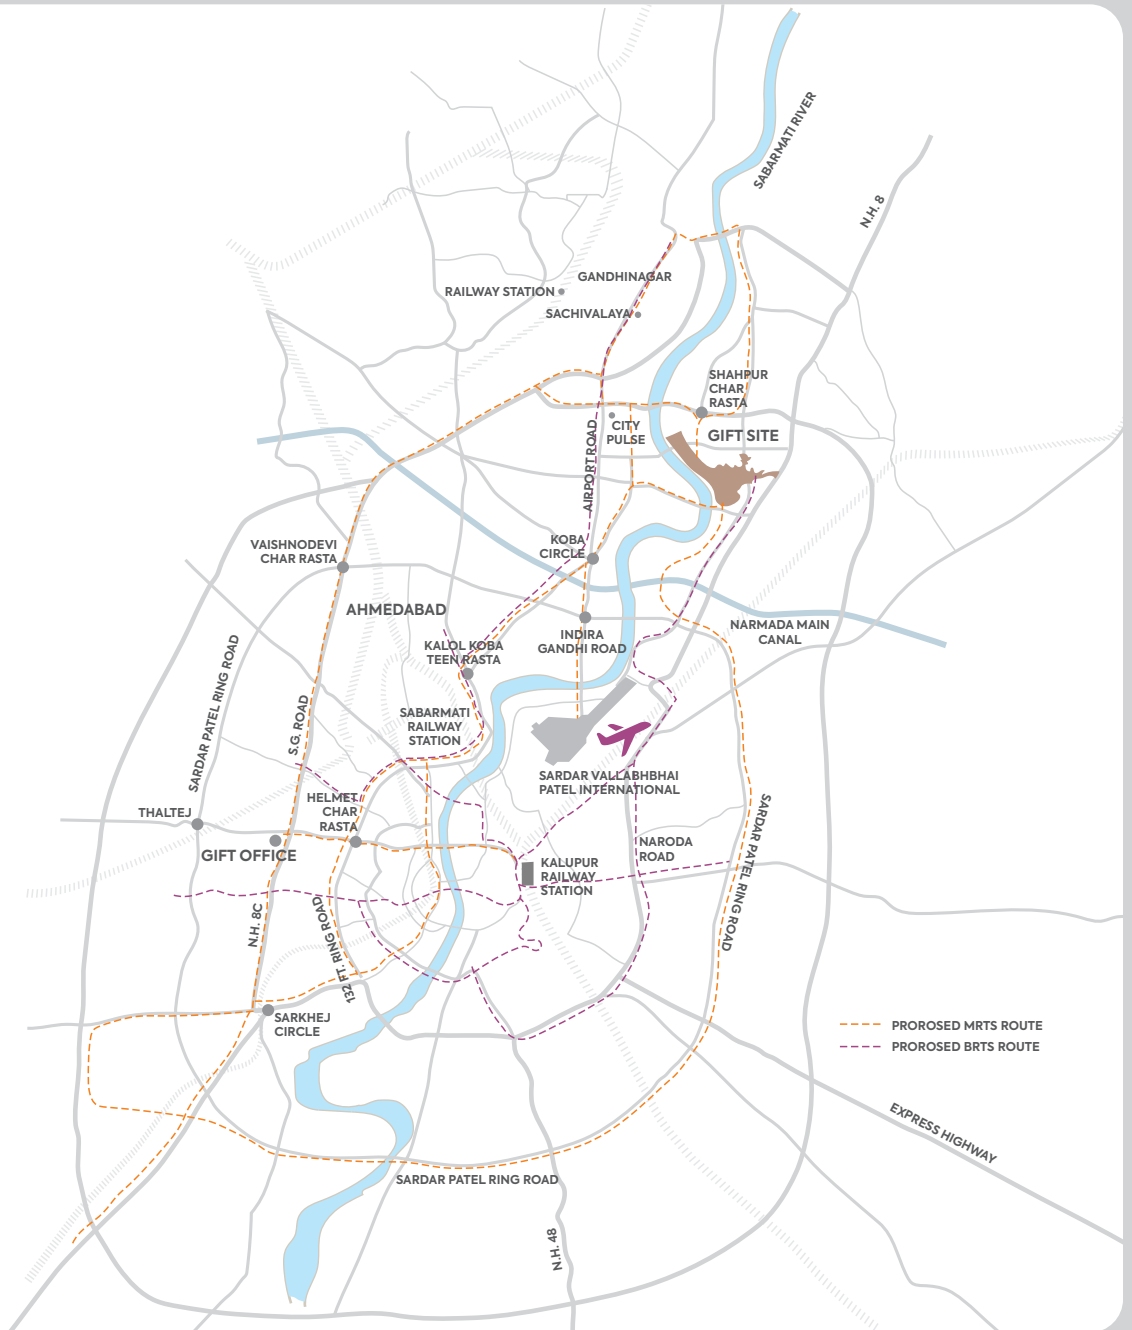 SABARMATI RIVER
N.H. 8
GANDHINAGAR
RAILWAY STATION
SACHIVALAYA
SHAHPUR
CHAR
RASTA
CITY
PULSE
GIFT SITE
AIRPORT ROAD
VAISHNODEVI
CHAR RASTA
KOBA
CIRCLE
AHMEDABAD
INDIRA
GANDHI ROAD
NARMADA MAIN
CANAL
KALOL KOBA
TEEN RASTA
SARDAR PATEL RING ROAD
S.G. ROAD
SABARMATI
RAILWAY
STATION
SARDAR VALLABHBHAI
PATEL INTERNATIONAL
HELMET
CHAR
RASTA
THALTEJ
GIFT OFFICE
NARODA
ROAD
SARDAR PATEL RING ROAD
KALUPUR
RAILWAY
STATION
N.H. 8C
132 FT. RING ROAD
SARKHEJ
CIRCLE
PROROSED MRTS ROUTE
PROROSED BRTS ROUTE
EXPRESS HIGHWAY
SARDAR PATEL RING ROAD
N.H. 48